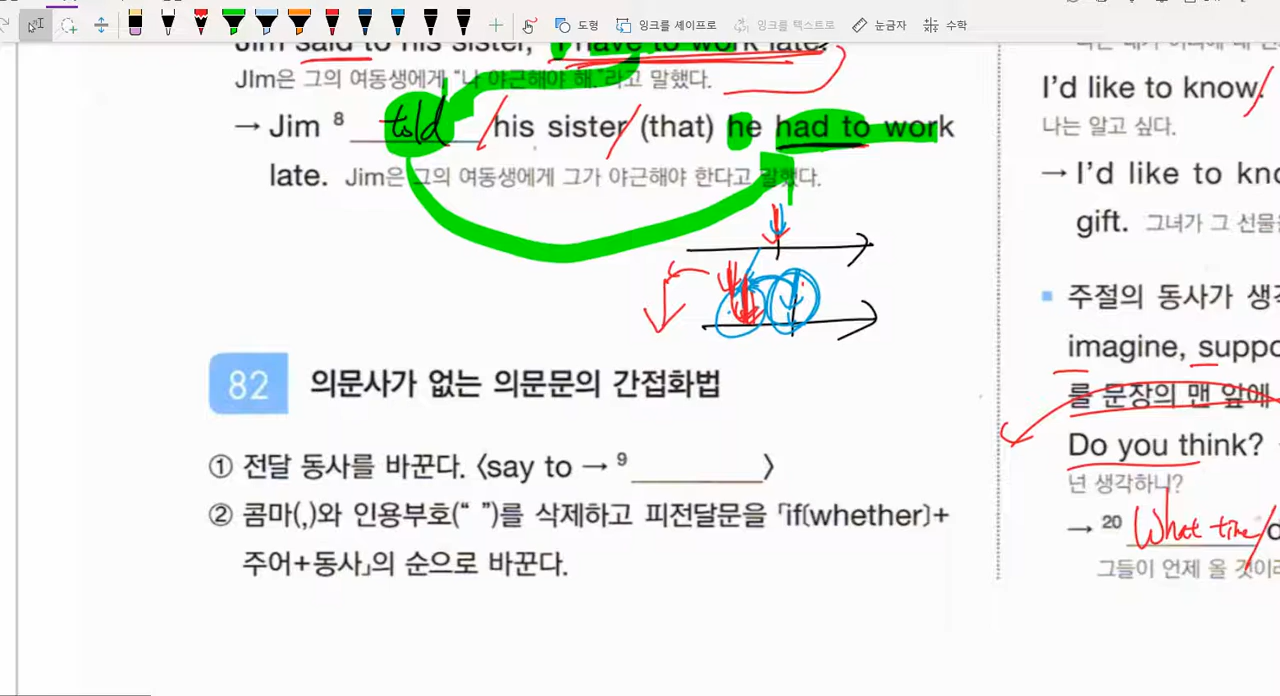 도형
잉크를 셰이프로
잉크를 텍스트로
눈금자
수학
Jim said to his sister, "I have to work late."
JIm은 그의 여동생에게 “나 야근해야 해.”라고 말했다.
→ Jim 8 told his sister (that) he had to work
late. Jim은 그의 여동생에게 그가 야근해야 한다고 말했다.
82 의문사가 없는 의문문의 간접화법
① 전달 동사를 바꾼다. 〈say to → 9 ________〉
② 콤마(,)와 인용부호(“ ”)를 삭제하고 피전달문을 「if(whether)+
주어+동사」의 순으로 바꾼다.
I’d like to know.
나는 알고 싶다.
→ I’d like to kno
gift. 그녀가 그 선물을
■ 주절의 동사가 생각
imagine, suppo
를 문장의 맨 앞에
Do you think?
넌 생각하니?
→ 20 What time d
그들이 언제 올 것이라